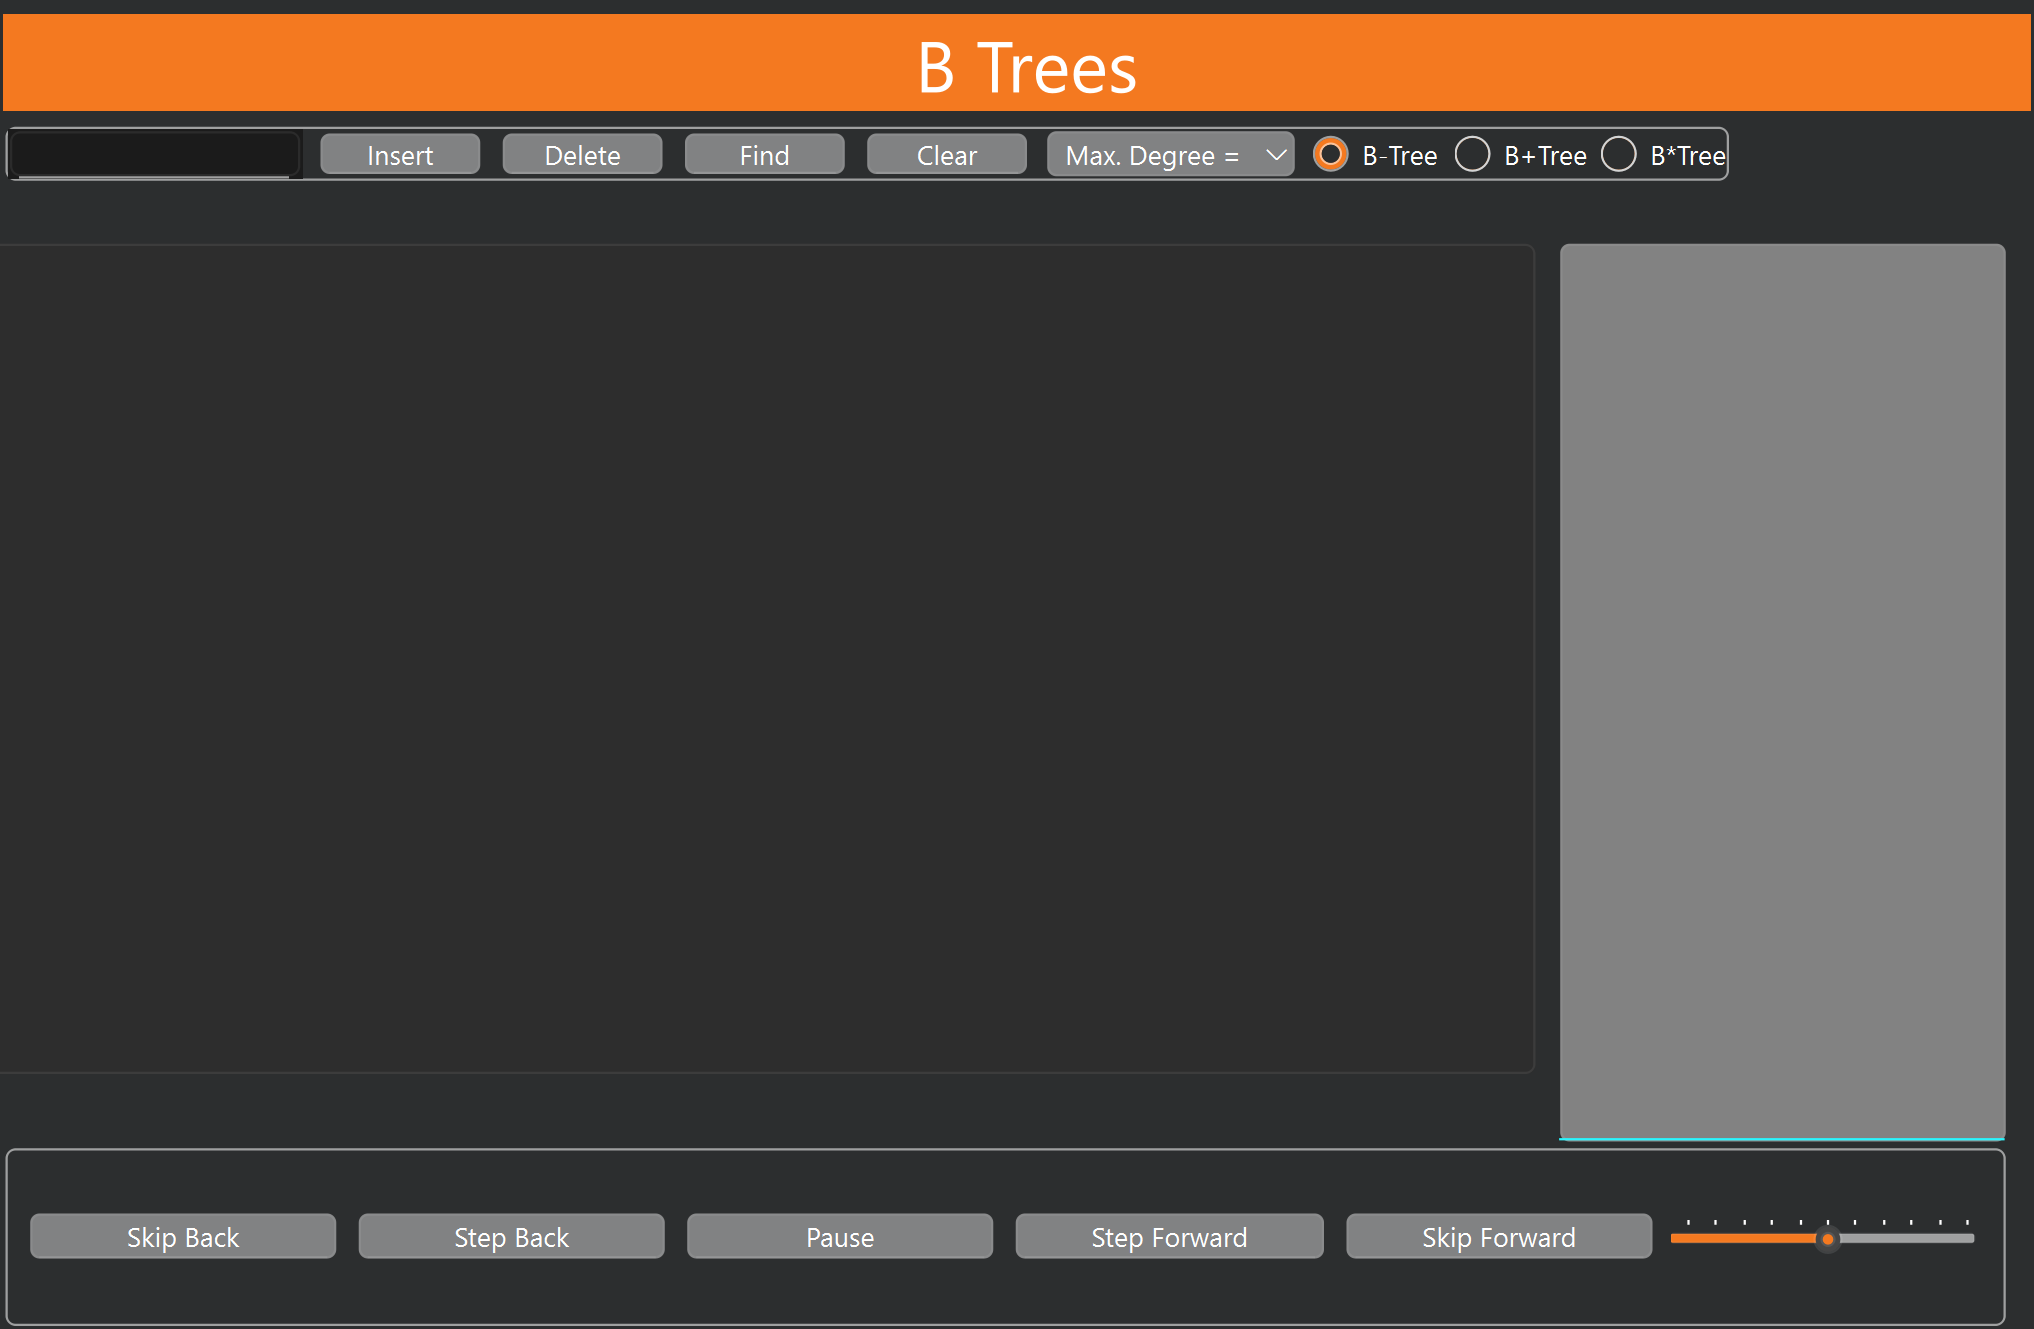 B Trees
Insert Delete Find Clear Max. Degree = B-Tree B+Tree B*Tree
Skip Back Step Back Pause Step Forward Skip Forward